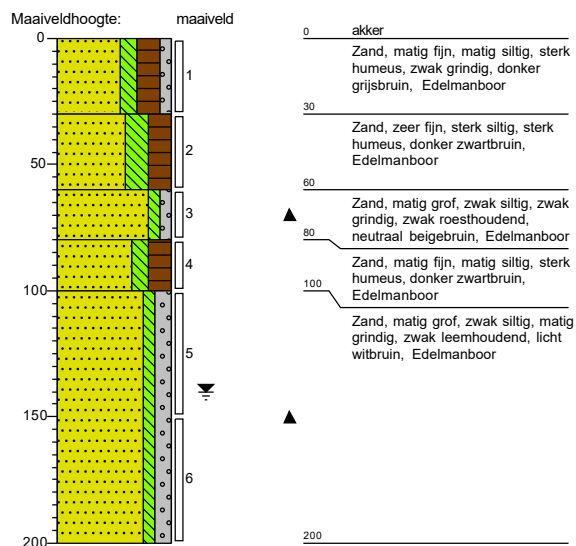 Maaiveldhoogte: maaiveld
0
50
100
150
200
1
2
3
4
5
6
0 akker
Zand, matig fijn, matig siltig, sterk
humeus, zwak grindig, donker
grijsbruin, Edelmanboor
30
Zand, zeer fijn, sterk siltig, sterk
humeus, donker zwartbruin,
Edelmanboor
60
Zand, matig grof, zwak siltig, zwak
grindig, zwak roesthoudend,
neutraal beigebruin, Edelmanboor
80
Zand, matig fijn, matig siltig, sterk
humeus, donker zwartbruin,
Edelmanboor
100
Zand, matig grof, zwak siltig, matig
grindig, zwak leemhoudend, licht
witbruin, Edelmanboor
200